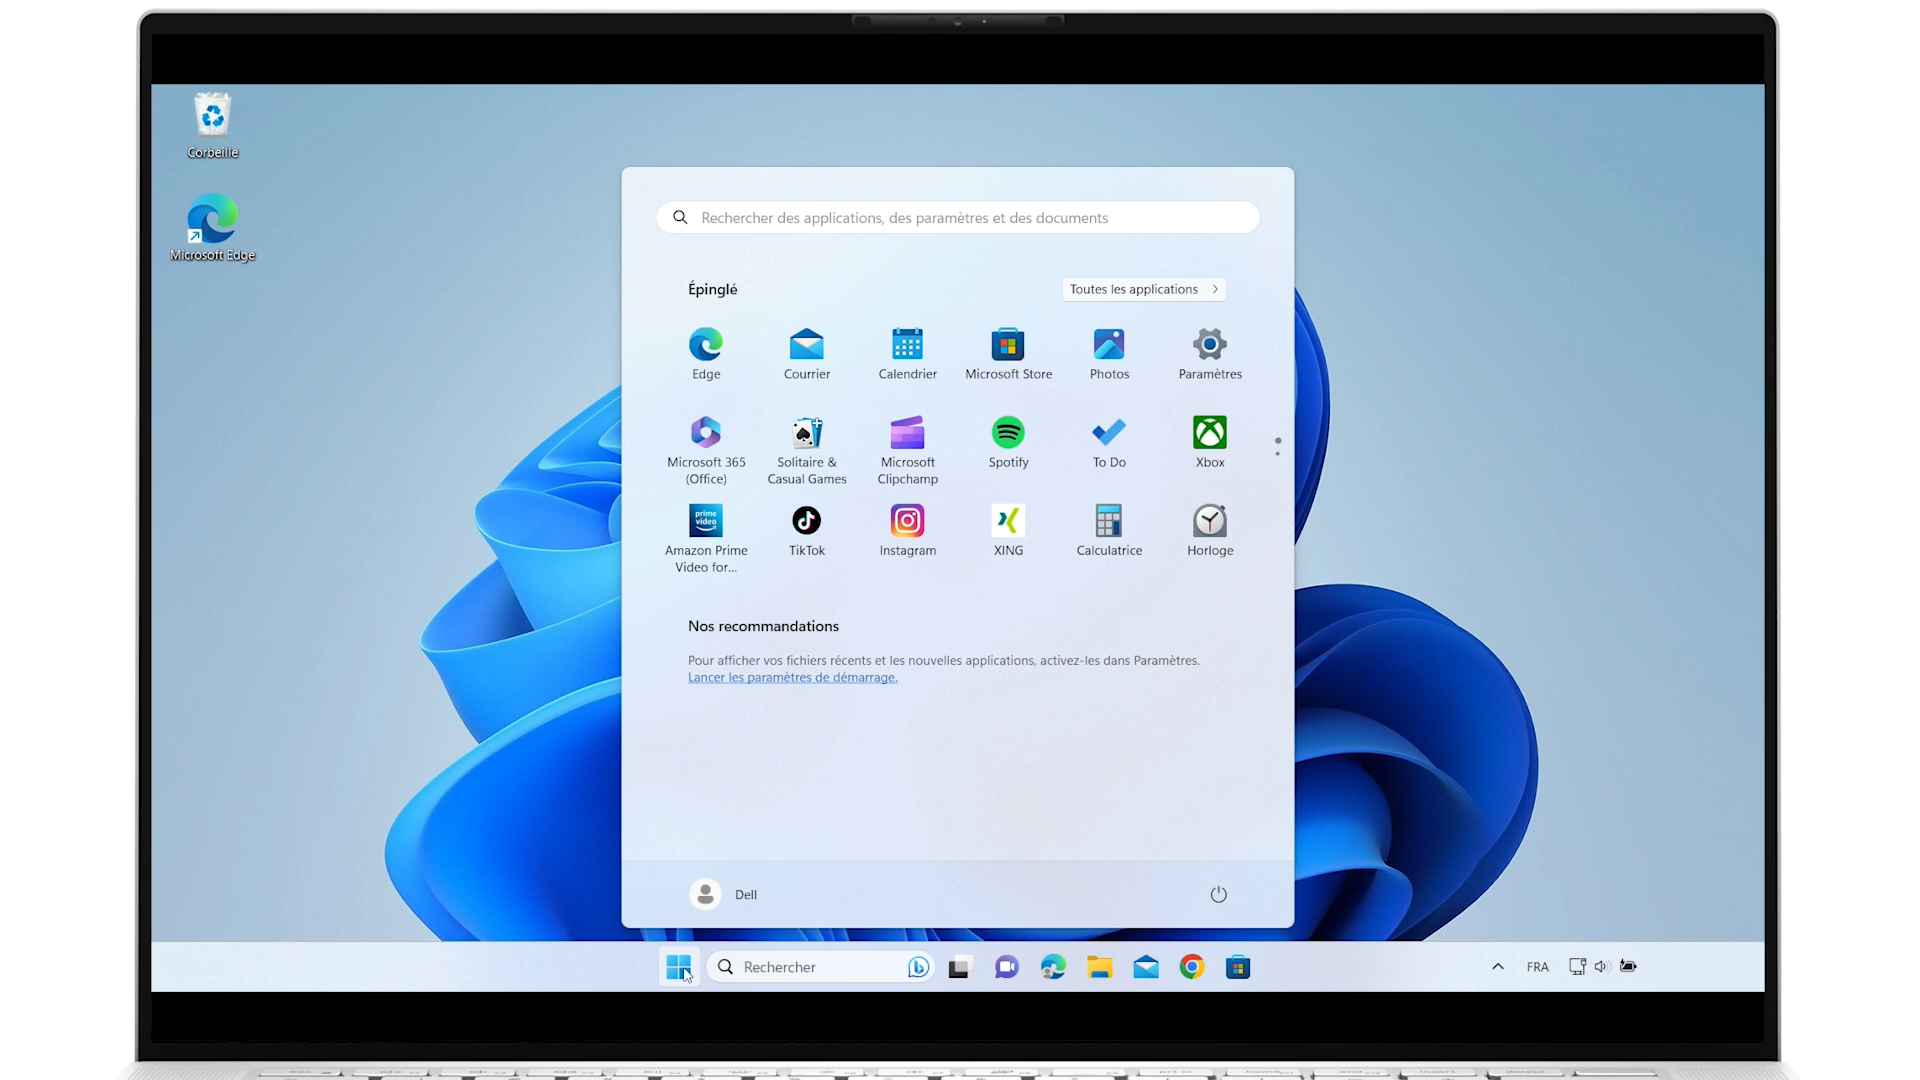 Corbeille
Microsoft Edge
Rechercher des applications, des paramètres et des documents
Épinglé
Toutes les applications
Edge
Courrier
Calendrier
Microsoft Store
Photos
Paramètres
Microsoft 365
(Office)
Solitaire &
Casual Games
Microsoft
Clipchamp
Spotify
To Do
Xbox
prime
video
Amazon Prime
Video for...
TikTok
Instagram
XING
Calculatrice
Horloge
Nos recommandations
Pour afficher vos fichiers récents et les nouvelles applications, activez-les dans Paramètres.
Lancer les paramètres de démarrage.
Dell
Rechercher
FRA